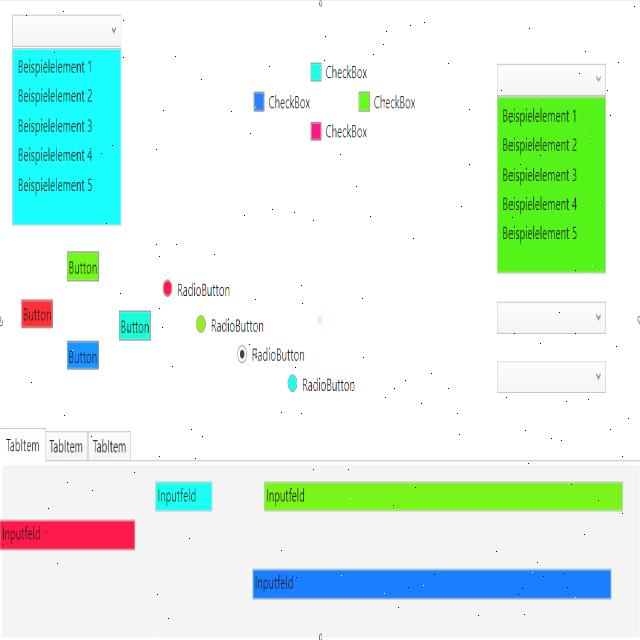 Beispielelement 1
Beispielelement 2
Beispielelement 3
Beispielelement 4
Beispielelement 5
CheckBox
CheckBox
CheckBox
CheckBox
Beispielelement 1
Beispielelement 2
Beispielelement 3
Beispielelement 4
Beispielelement 5
Button
Button
Button
Button
RadioButton
RadioButton
RadioButton
RadioButton
TabItem
TabItem
TabItem
Inputfeld
Inputfeld
Inputfeld
Inputfeld